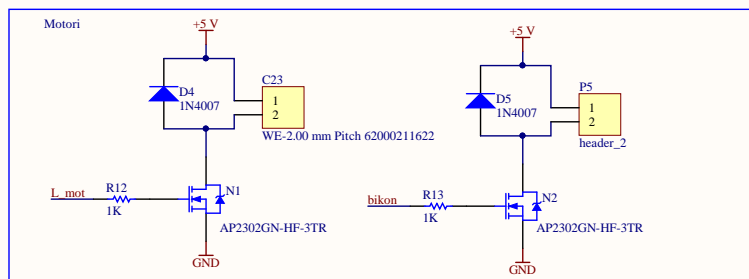 Motori
+5 V
D4
1N4007
C23
1
2
WE-2.00 mm Pitch 62000211622
L_mot
R12
1K
N1
AP2302GN-HF-3TR
GND
+5 V
D5
1N4007
P5
1
2
header_2
bikon
R13
1K
N2
AP2302GN-HF-3TR
GND